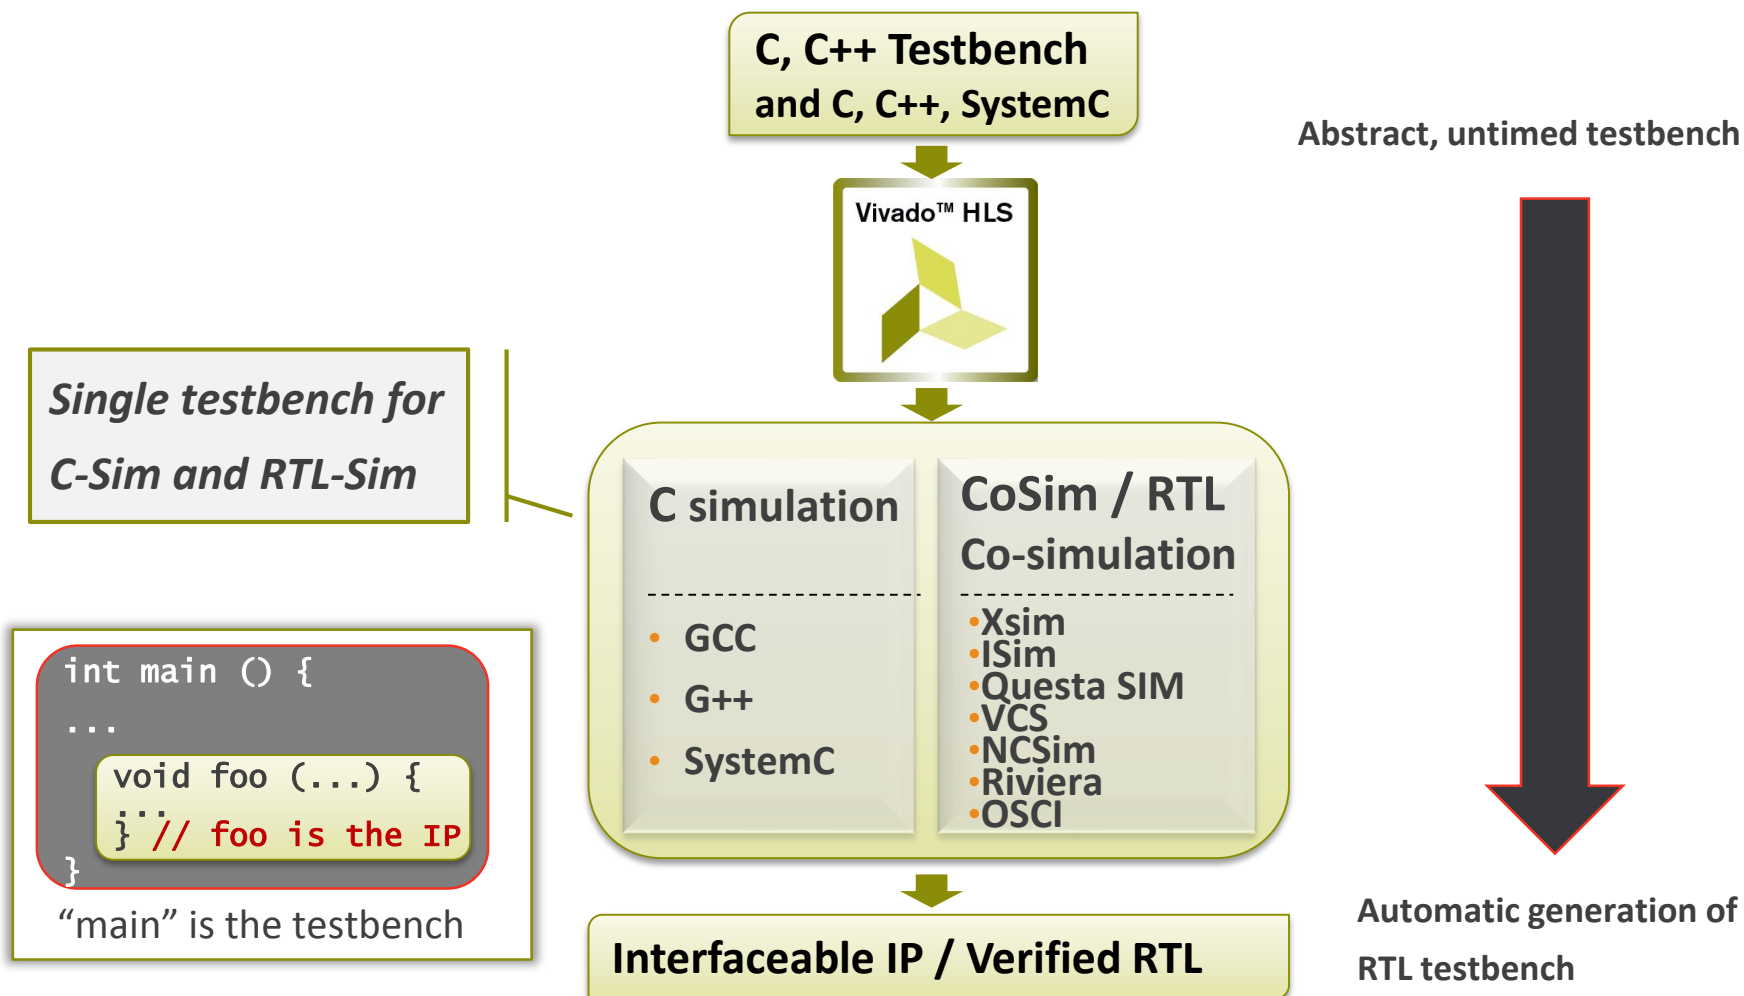 C, C++ Testbench
and C, C++, SystemC
Abstract, untimed testbench
Vivado™ HLS
Single testbench for
C-Sim and RTL-Sim
C simulation
• GCC
• G++
• SystemC
CoSim / RTL
Co-simulation
•Xsim
•ISim
•Questa SIM
•VCS
•NCSim
•Riviera
•OSCI
int main () {
...
void foo (...) {
...
} // foo is the IP
}
“main” is the testbench
Interfaceable IP / Verified RTL
Automatic generation of
RTL testbench